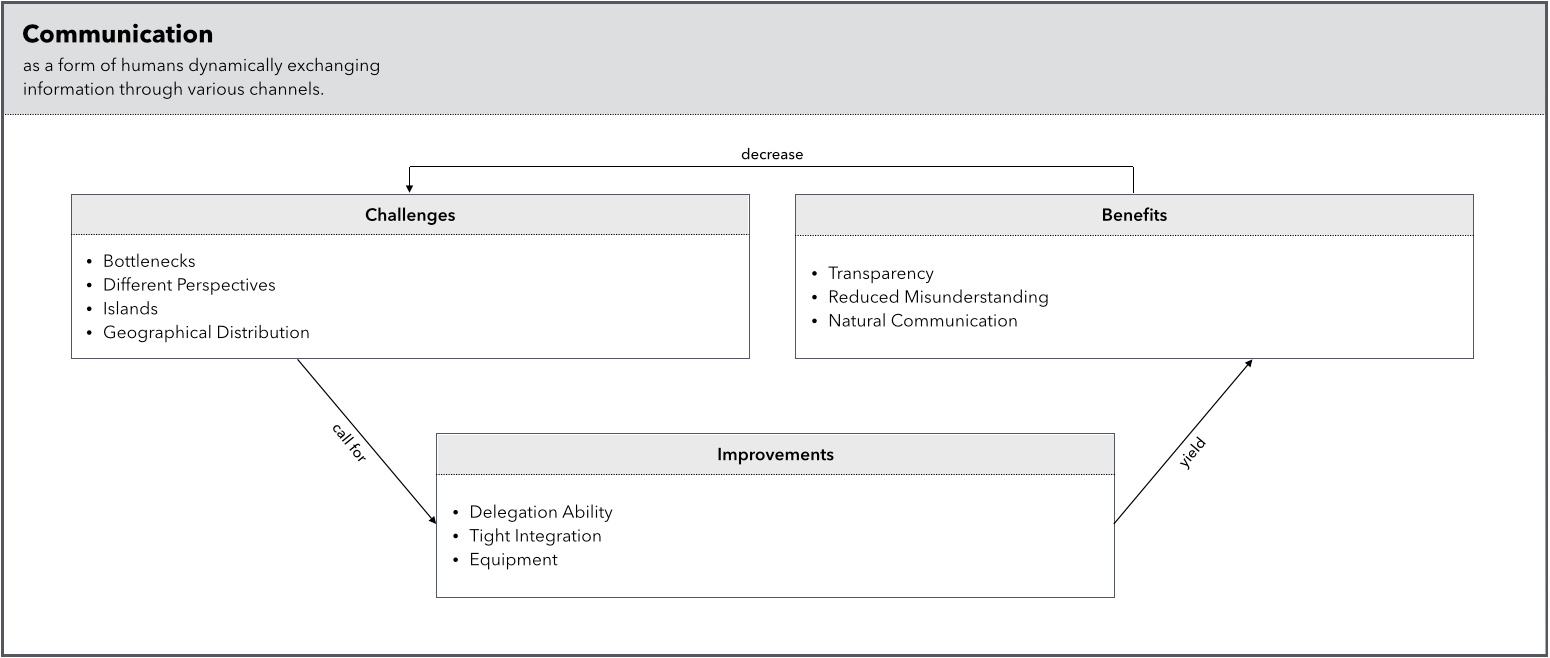 Communication
as a form of humans dynamically exchanging
information through various channels.
decrease
Challenges
• Bottlenecks
• Different Perspectives
• Islands
• Geographical Distribution
Benefits
• Transparency
• Reduced Misunderstanding
• Natural Communication
call for
yield
Improvements
• Delegation Ability
• Tight Integration
• Equipment